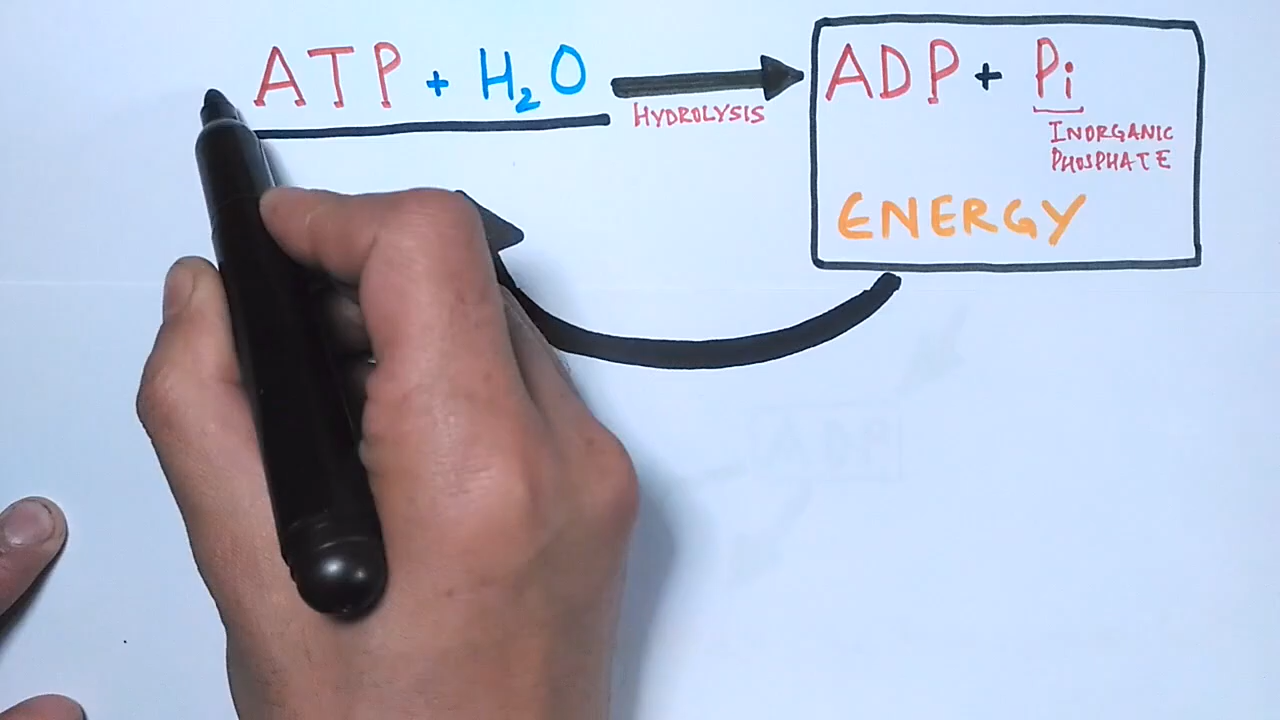 ATP + H₂O ADP + Pi
HYDROLYSIS
INORGANIC
PHOSPHATE
ENERGY